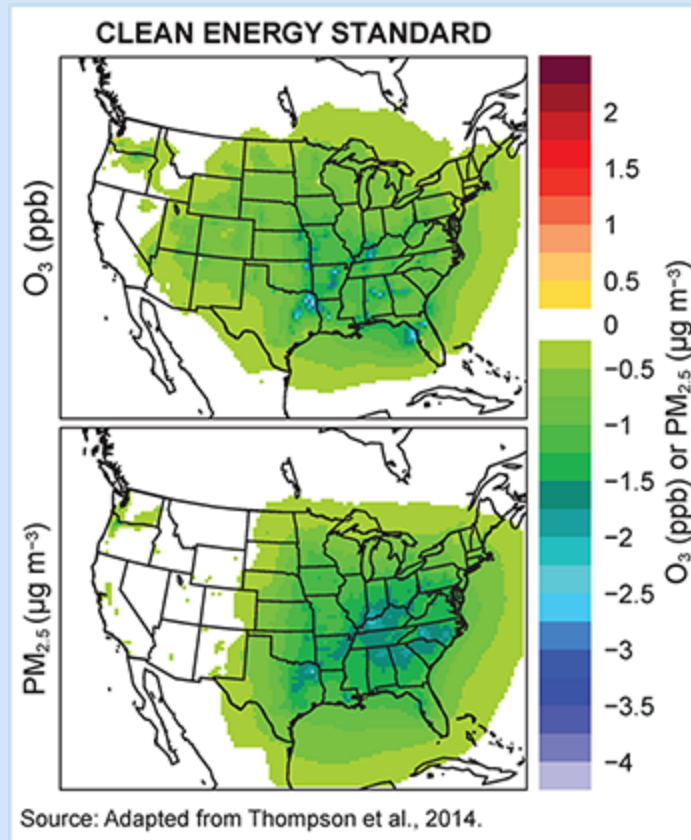 CLEAN ENERGY STANDARD
O₃ (ppb)
PM₂.₅ (µg m⁻³)
2
1.5
1
0.5
0
−0.5
−1
−1.5
−2
−2.5
−3
−3.5
−4
O₃ (ppb) or PM₂.₅ (µg m⁻³)
Source: Adapted from Thompson et al., 2014.